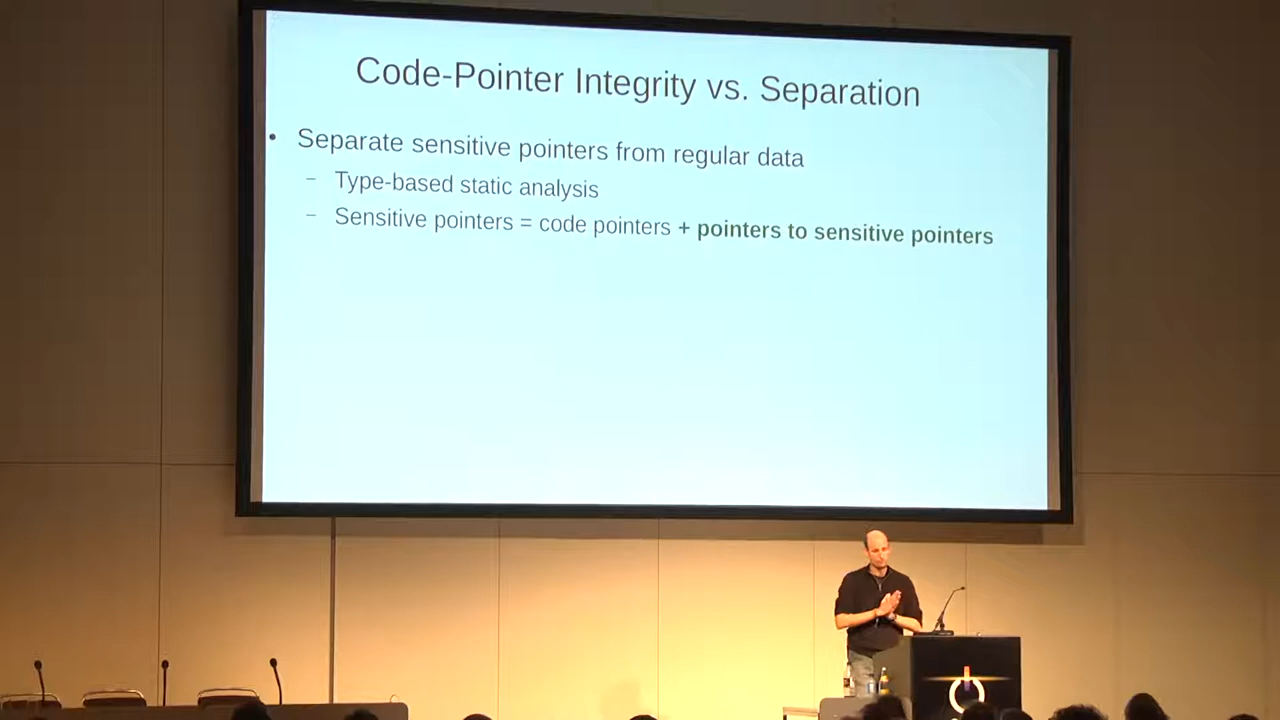 Code-Pointer Integrity vs. Separation
• Separate sensitive pointers from regular data
– Type-based static analysis
– Sensitive pointers = code pointers + pointers to sensitive pointers